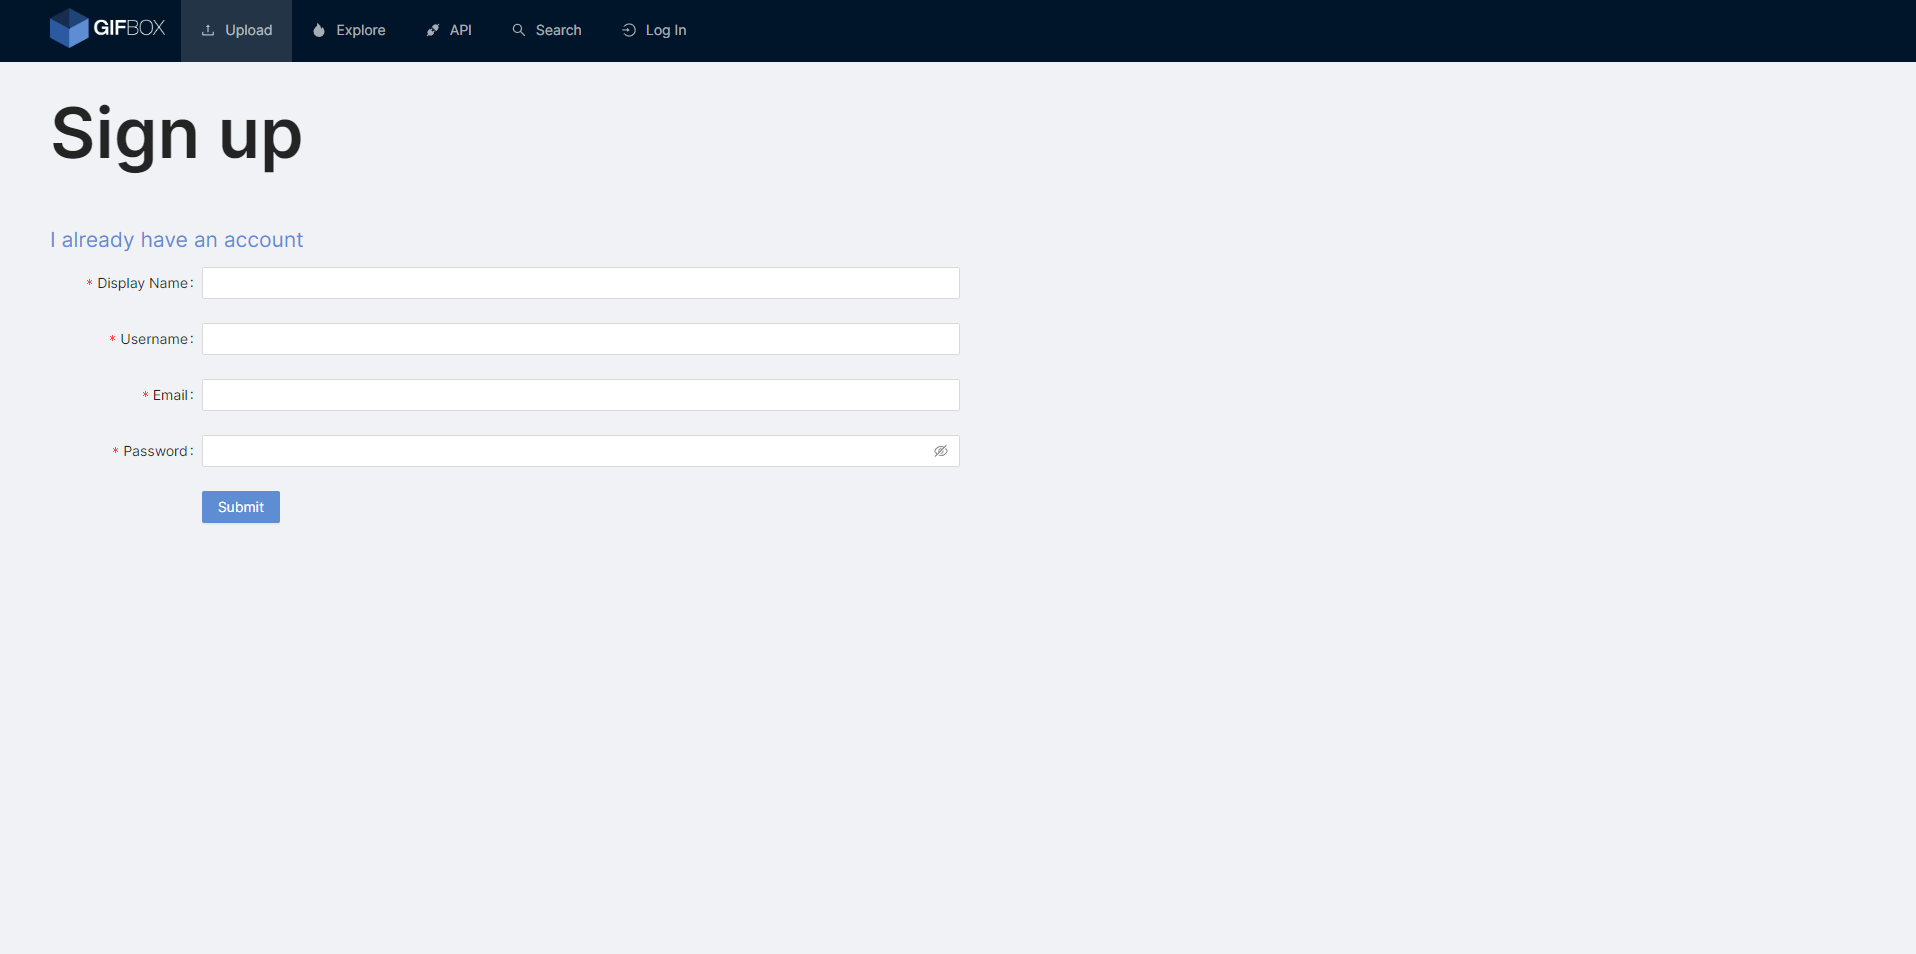 GIFBOX Upload Explore API Search Log In
Sign up
I already have an account
* Display Name:
* Username:
* Email:
* Password:
Submit